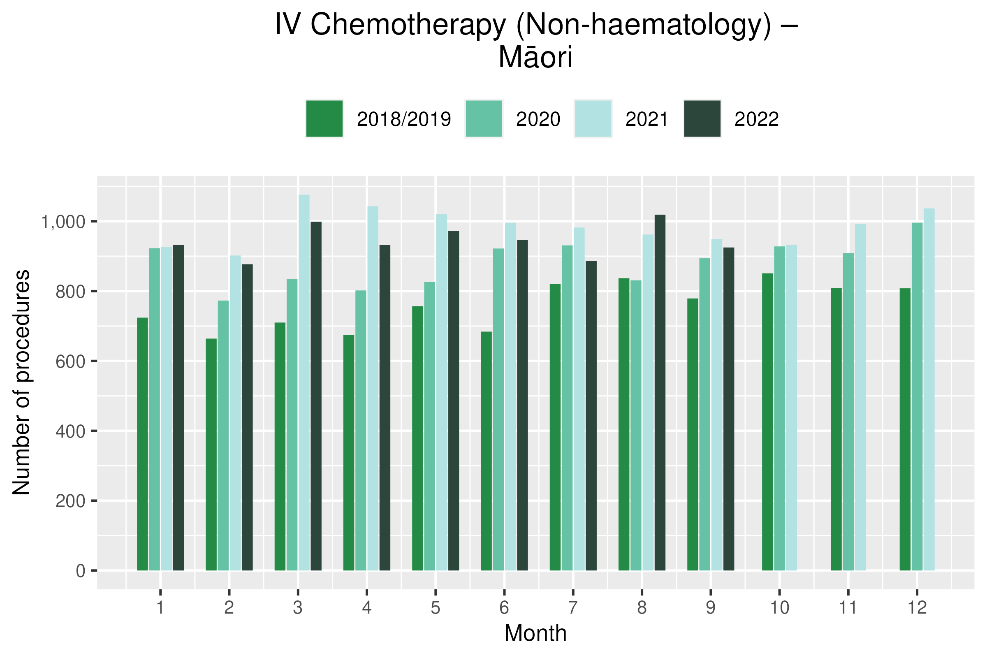 IV Chemotherapy (Non-haematology) –
Māori
2018/2019 2020 2021 2022
Number of procedures
1,000
800
600
400
200
0
1 2 3 4 5 6 7 8 9 10 11 12
Month